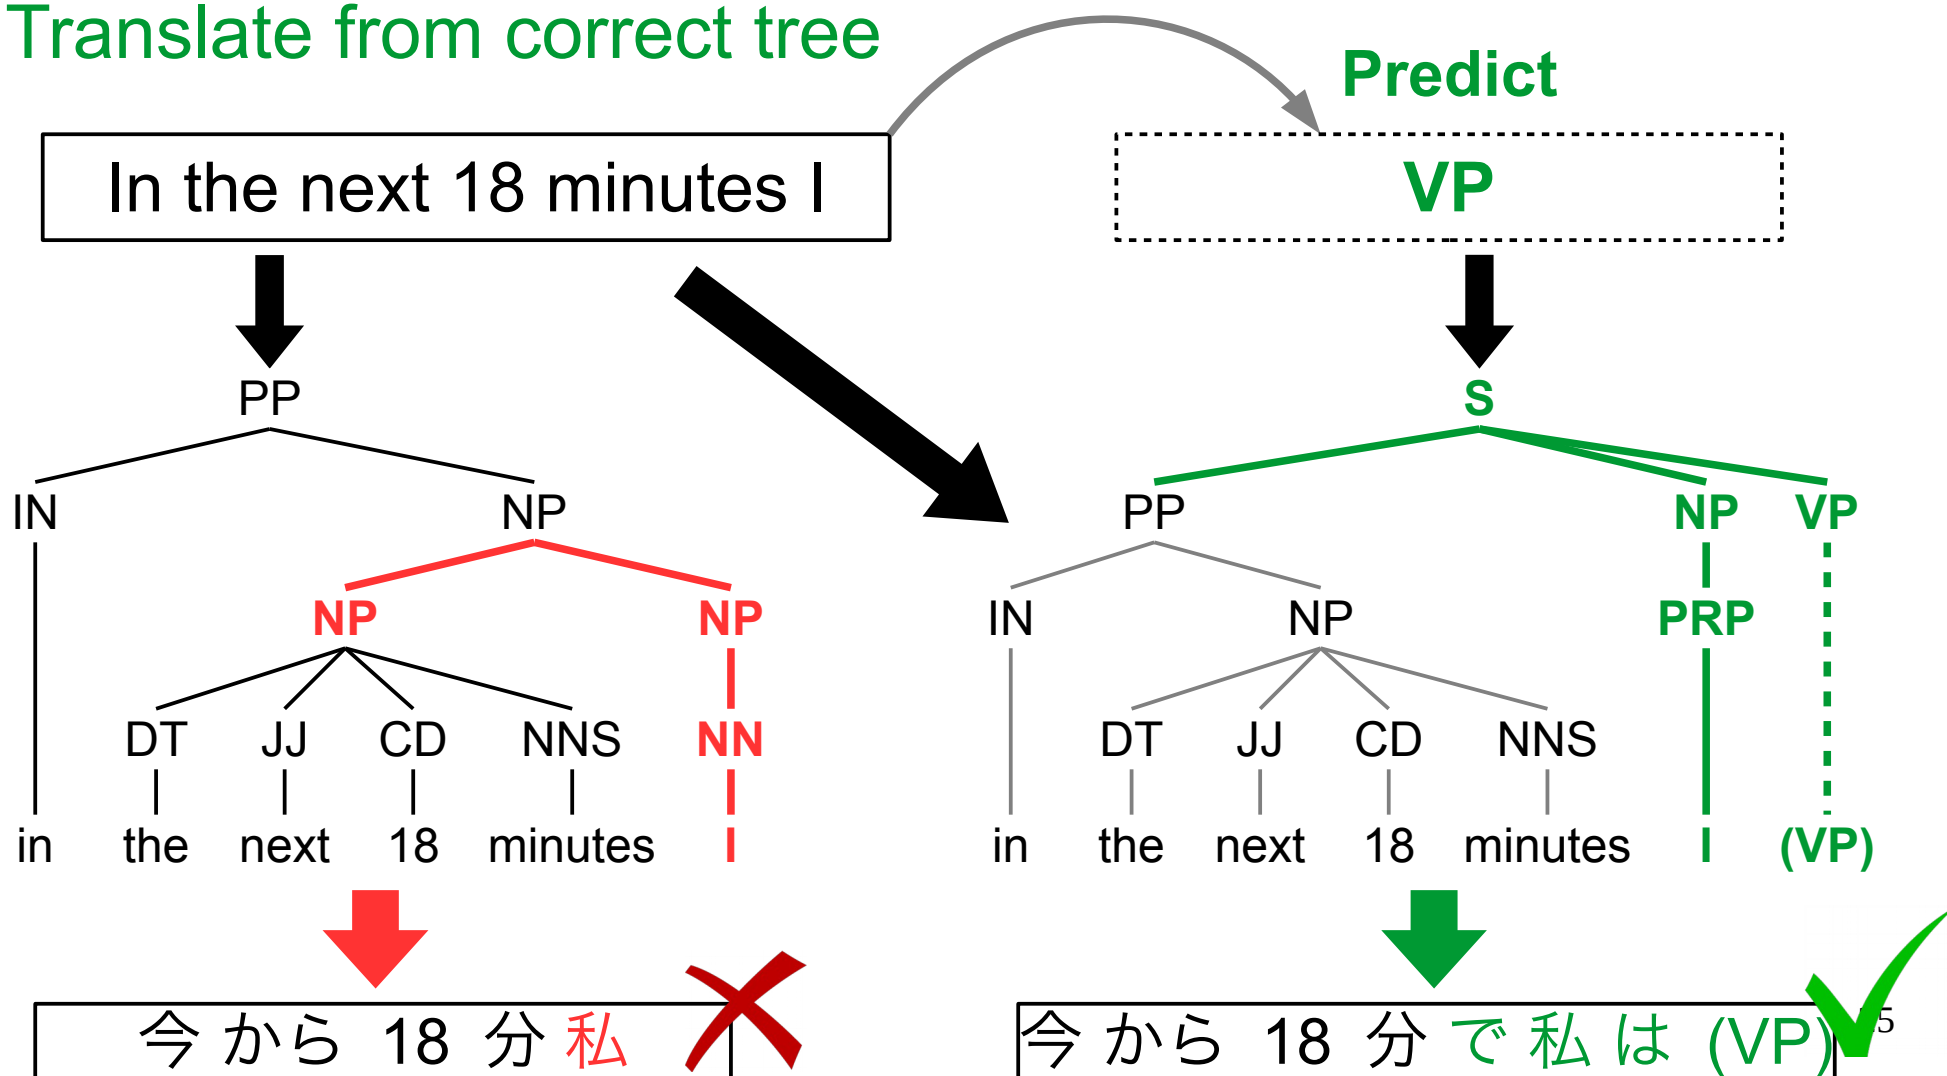 Translate from correct tree
Predict
In the next 18 minutes I
VP
PP
S
IN NP
PP NP VP
NP NP
IN NP PRP
DT JJ CD NNS NN
DT JJ CD NNS
in the next 18 minutes I
in the next 18 minutes I (VP)
今 から 18 分 私
今 から 18 分 で 私 は (VP)